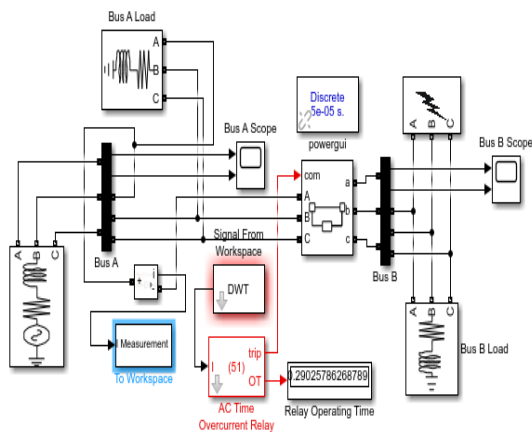 Bus A Load
A
B
C
Discrete
5e-05 s.
powergui
A
B
C
Bus A Scope
Bus B Scope
com
A
B
C
a
b
c
A
B
C
Bus A
Signal From
Workspace
Bus B
+
i
-
DWT
A
B
C
I Measurement
To Workspace
I
(51)
trip
OT
AC Time
Overcurrent Relay
0.29025786268789
Relay Operating Time
Bus B Load